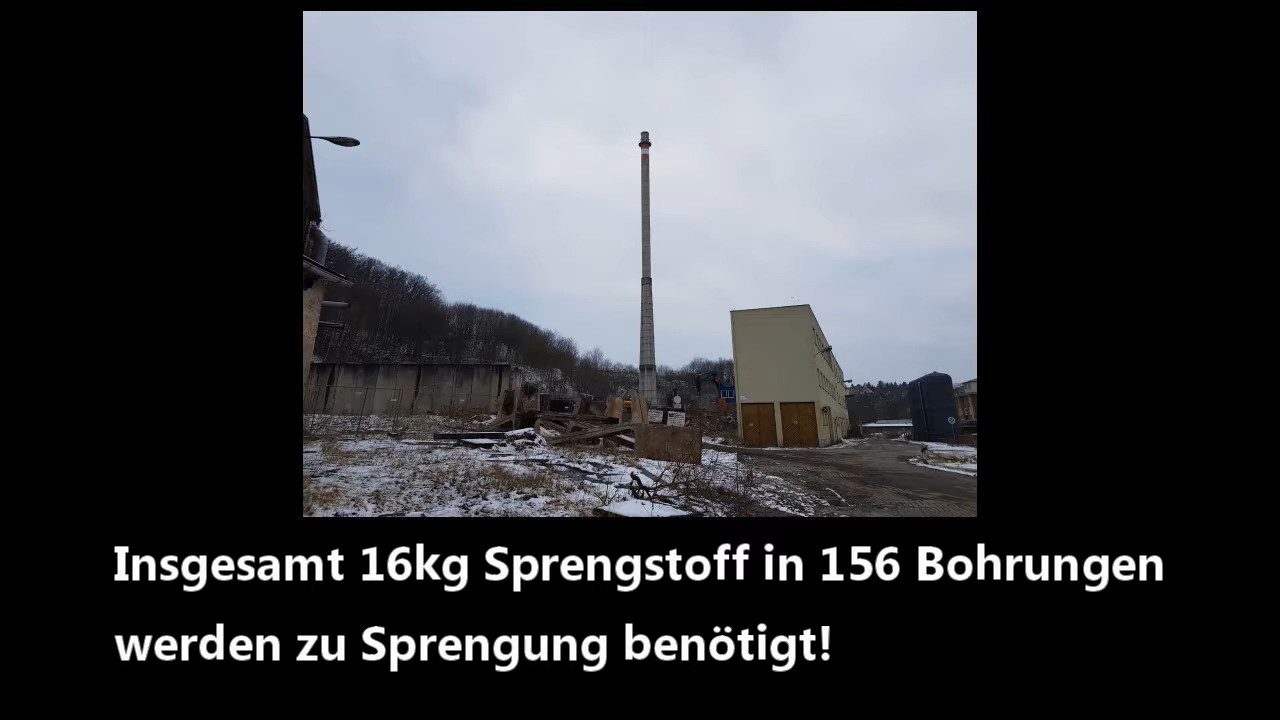 Insgesamt 16kg Sprengstoff in 156 Bohrungen
werden zu Sprengung benötigt!